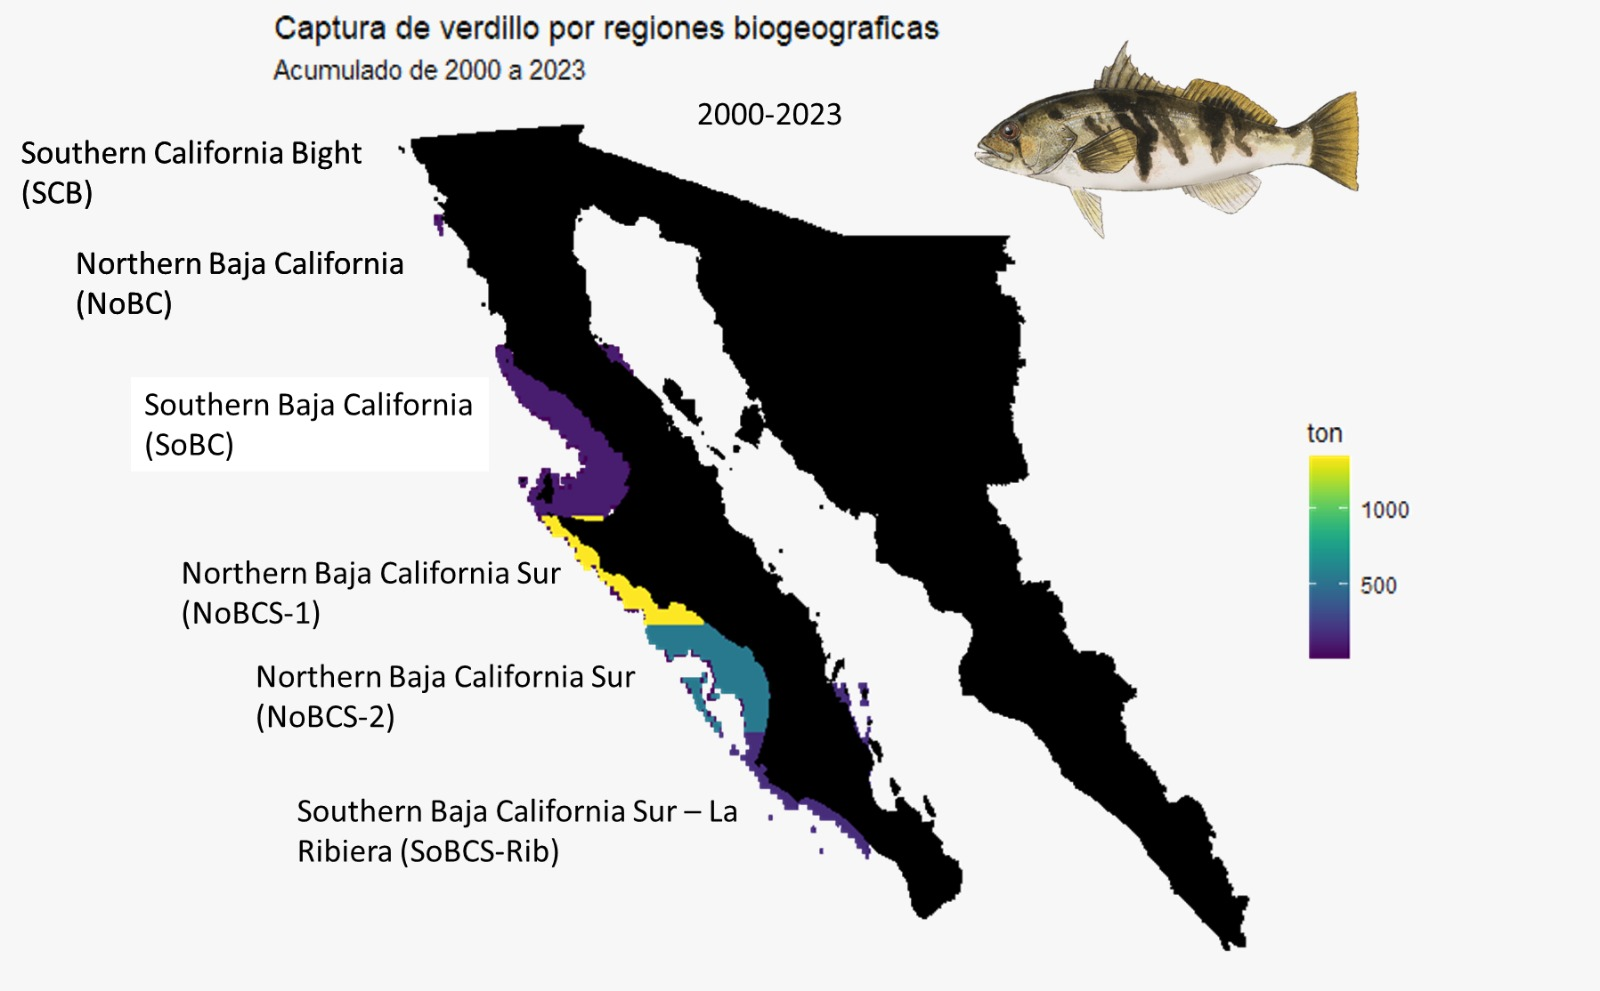 Captura de verdillo por regiones biogeograficas
Acumulado de 2000 a 2023
2000-2023
Southern California Bight
(SCB)
Northern Baja California
(NoBC)
Southern Baja California
(SoBC)
Northern Baja California Sur
(NoBCS-1)
Northern Baja California Sur
(NoBCS-2)
Southern Baja California Sur – La
Ribiera (SoBCS-Rib)
ton
1000
500